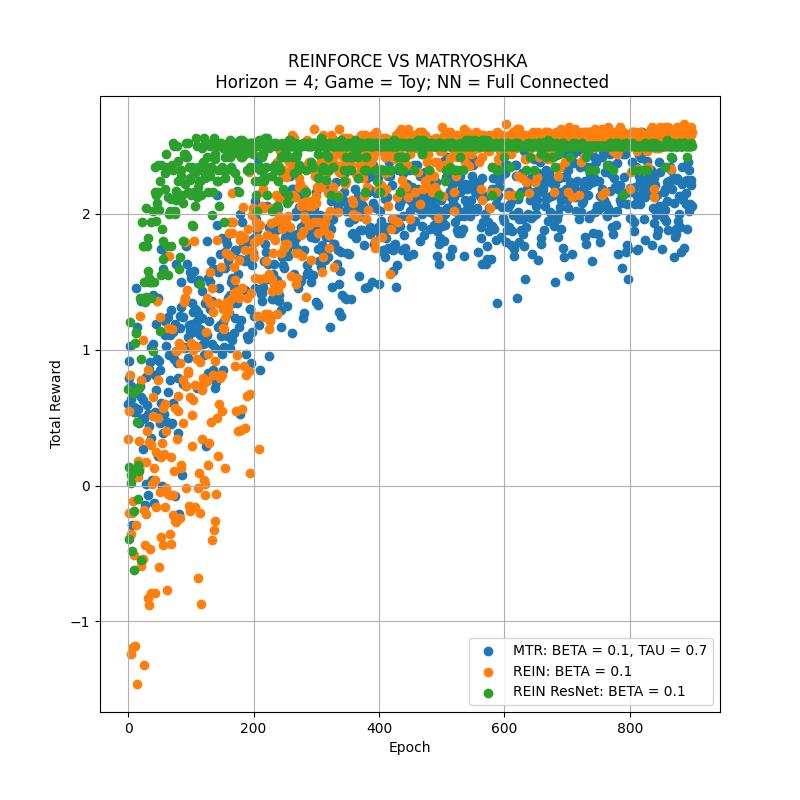 REINFORCE VS MATRYOSHKA
Horizon = 4; Game = Toy; NN = Full Connected
Total Reward
2
1
0
−1
0 200 400 600 800
Epoch
MTR: BETA = 0.1, TAU = 0.7
REIN: BETA = 0.1
REIN ResNet: BETA = 0.1